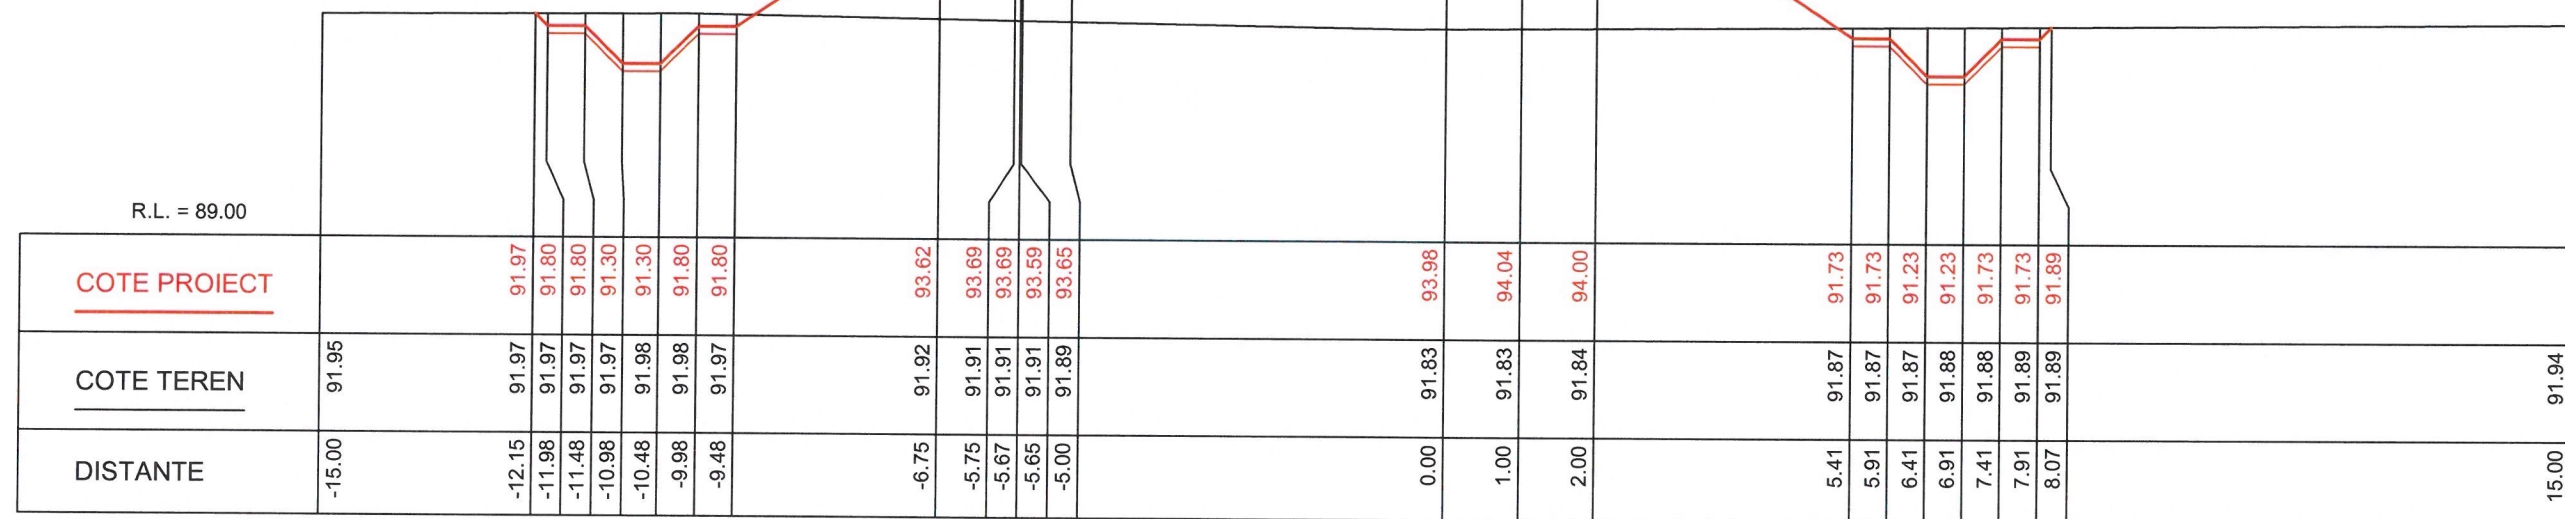 R.L. = 89.00
COTE PROIECT 91.97 91.80 91.80 91.30 91.30 91.80 91.80 93.62 93.69 93.69 93.59 93.65 93.98 94.04 94.00 91.73 91.73 91.23 91.23 91.73 91.73 91.89
COTE TEREN 91.95 91.97 91.97 91.97 91.97 91.98 91.98 91.97 91.92 91.91 91.91 91.91 91.89 91.83 91.83 91.84 91.87 91.87 91.87 91.88 91.88 91.89 91.89 91.94
DISTANTE -15.00 -12.15 -11.98 -11.48 -10.98 -10.48 -9.98 -9.48 -6.75 -5.75 -5.67 -5.65 -5.00 0.00 1.00 2.00 5.41 5.91 6.41 6.91 7.41 7.91 8.07 15.00